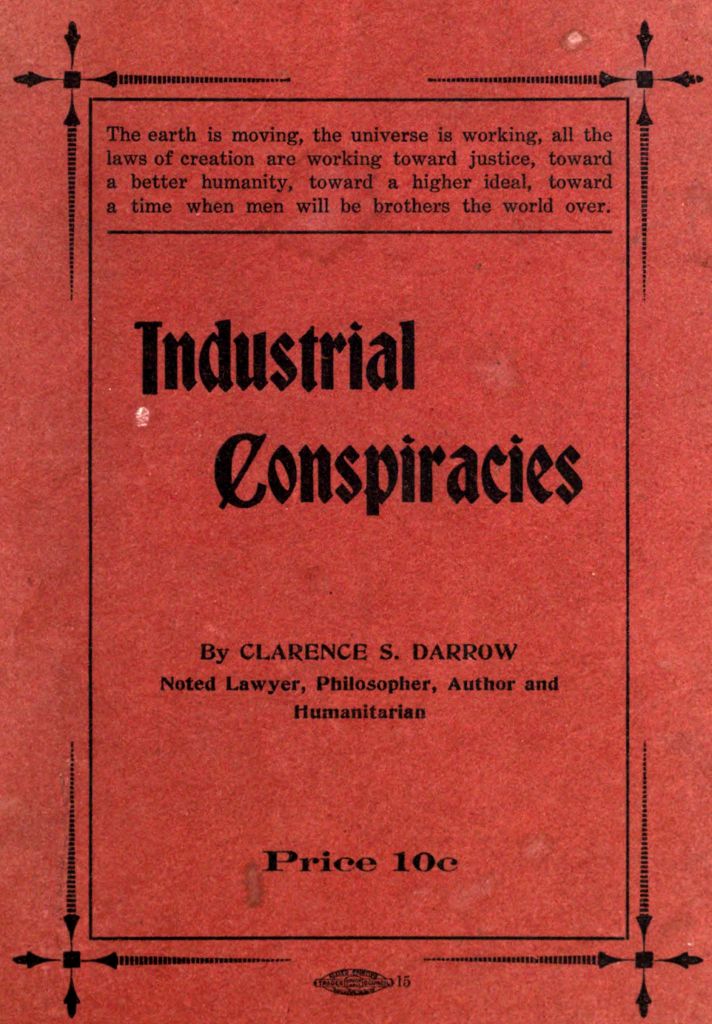 The earth is moving, the universe is working, all the
laws of creation are working toward justice, toward
a better humanity, toward a higher ideal, toward
a time when men will be brothers the world over.
Industrial
Conspiracies
By CLARENCE S. DARROW
Noted Lawyer, Philosopher, Author and
Humanitarian
Price 10c
15